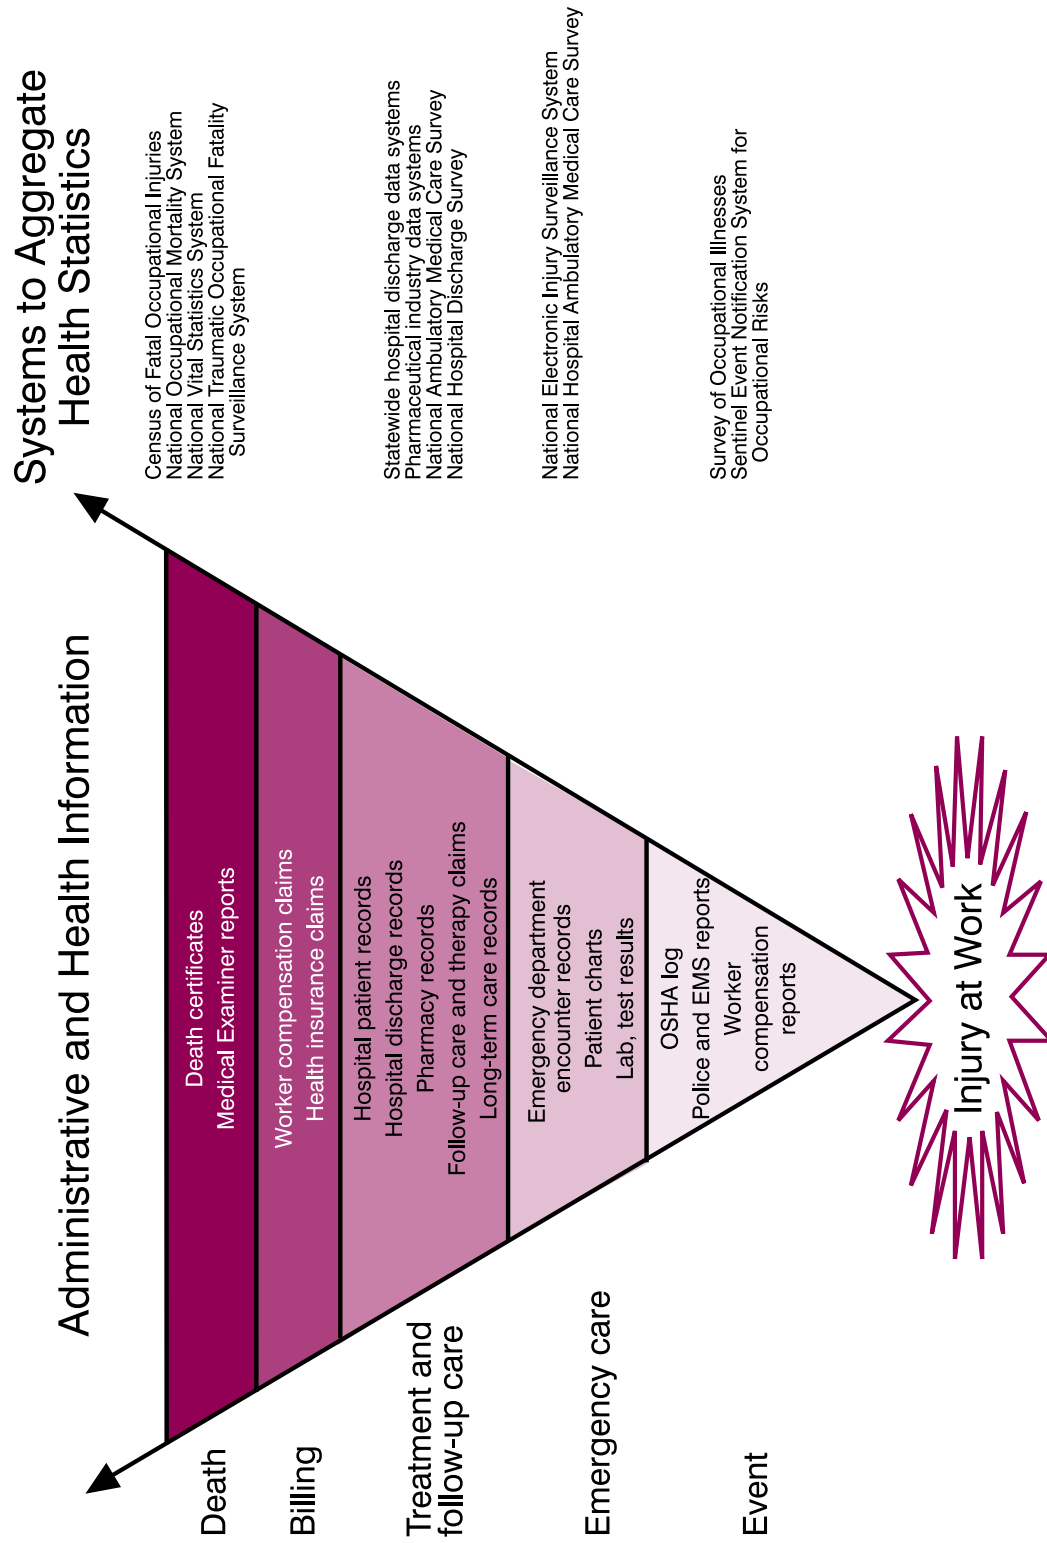 Administrative and Health Information
Systems to Aggregate
Health Statistics
Death
Death certificates
Medical Examiner reports
Census of Fatal Occupational Injuries
National Occupational Mortality System
National Vital Statistics System
National Traumatic Occupational Fatality
Surveillance System
Billing
Worker compensation claims
Health insurance claims
Treatment and
follow-up care
Hospital patient records
Hospital discharge records
Pharmacy records
Follow-up care and therapy claims
Long-term care records
Statewide hospital discharge data systems
Pharmaceutical industry data systems
National Ambulatory Medical Care Survey
National Hospital Discharge Survey
Emergency care
Emergency department
encounter records
Patient charts
Lab, test results
National Electronic Injury Surveillance System
National Hospital Ambulatory Medical Care Survey
Event
OSHA log
Police and EMS reports
Worker
compensation
reports
Survey of Occupational Illnesses
Sentinel Event Notification System for
Occupational Risks
Injury at Work